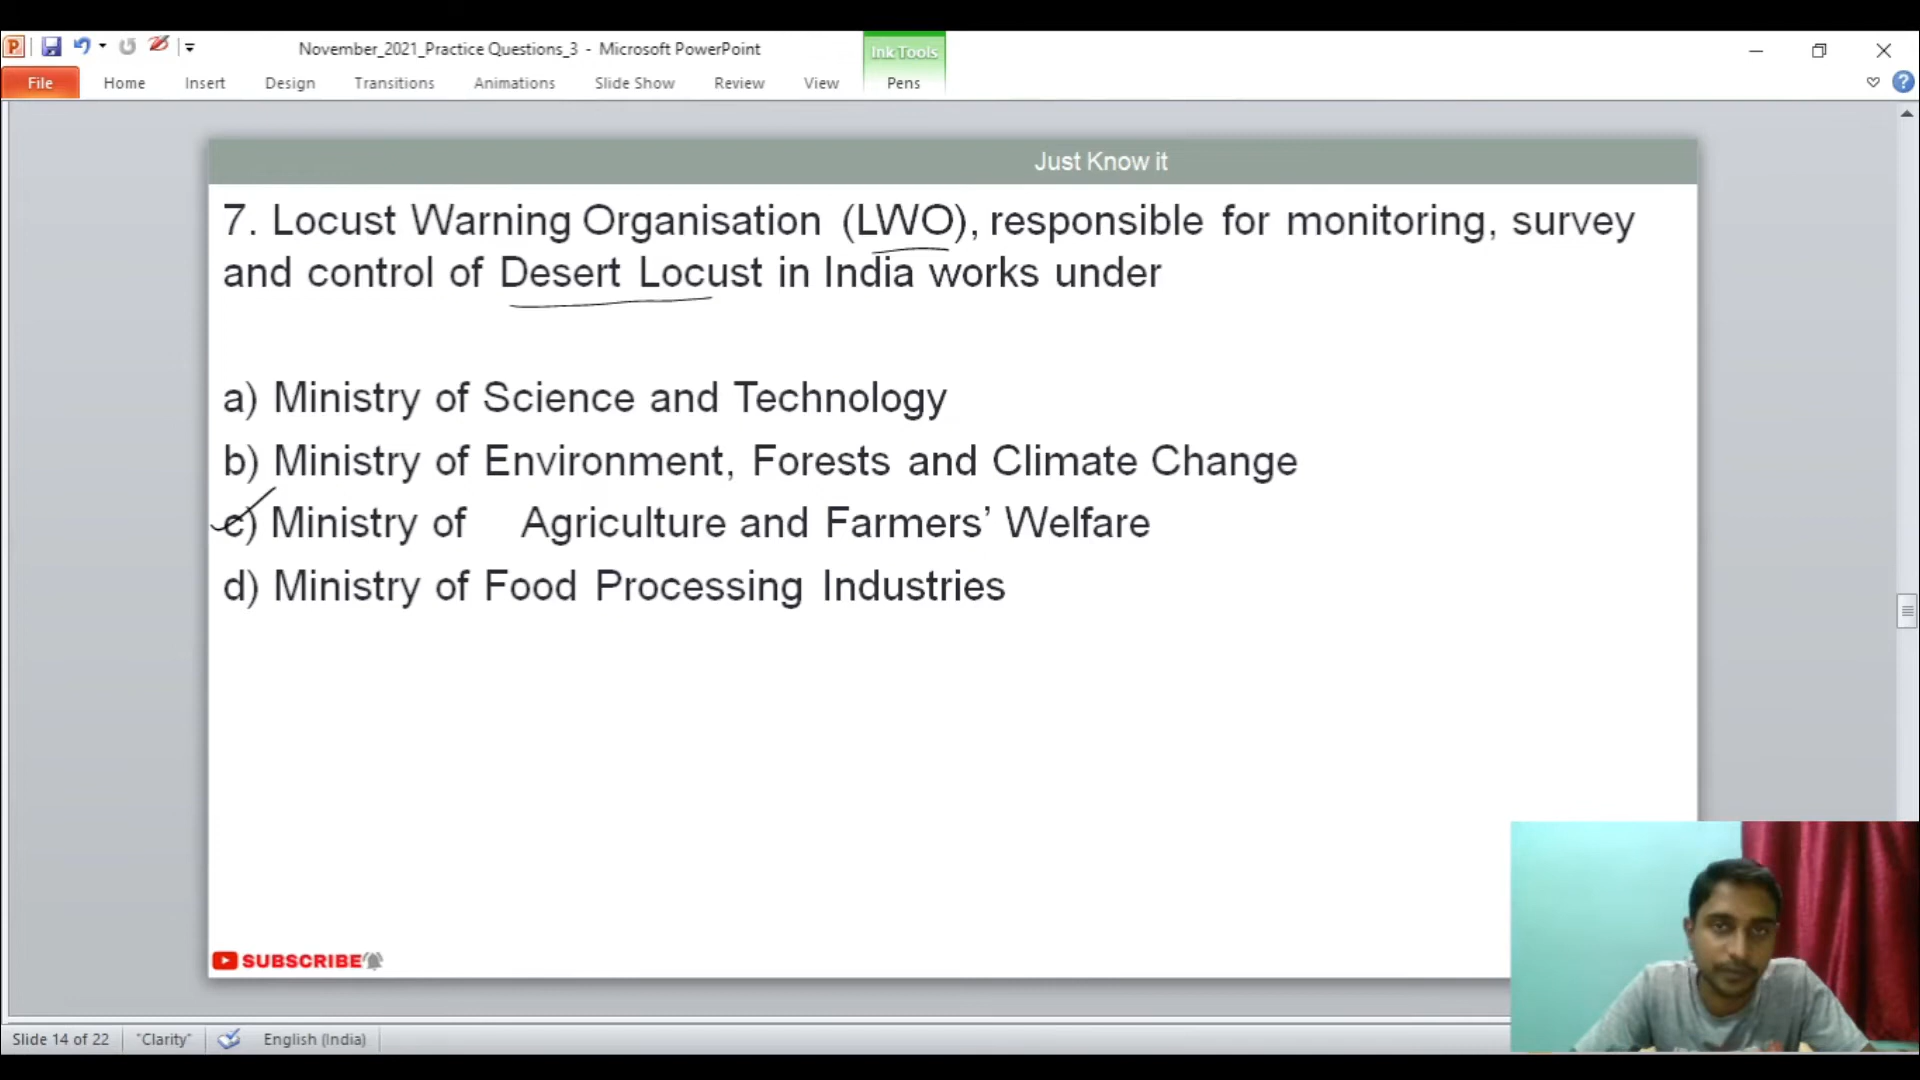 November_2021_Practice Questions_3 - Microsoft PowerPoint
Ink Tools
File Home Insert Design Transitions Animations Slide Show Review View Pens
Just Know it
7. Locust Warning Organisation (LWO), responsible for monitoring, survey
and control of Desert Locust in India works under
a) Ministry of Science and Technology
b) Ministry of Environment, Forests and Climate Change
c) Ministry of Agriculture and Farmers’ Welfare
d) Ministry of Food Processing Industries
SUBSCRIBE
Slide 14 of 22 "Clarity" English (India)